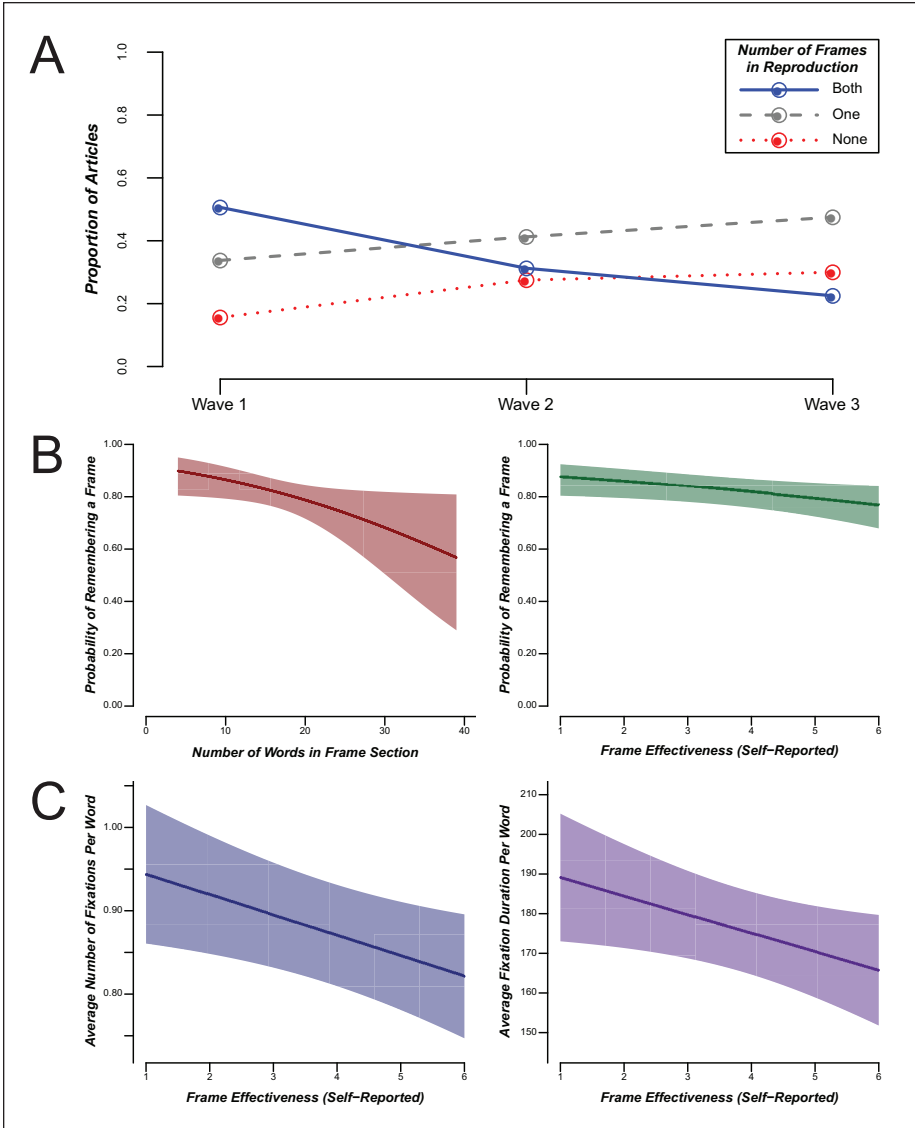 A
Number of Frames
in Reproduction
Both
One
None
Proportion of Articles
1.0
0.8
0.6
0.4
0.2
0.0
Wave 1
Wave 2
Wave 3
B
Probability of Remembering a Frame
1.00
0.80
0.60
0.40
0.20
0.00
0
10
20
30
40
Number of Words in Frame Section
Probability of Remembering a Frame
1.00
0.80
0.60
0.40
0.20
0.00
1
2
3
4
5
6
Frame Effectiveness (Self−Reported)
C
Average Number of Fixations Per Word
1.00
0.90
0.80
1
2
3
4
5
6
Frame Effectiveness (Self−Reported)
Average Fixation Duration Per Word
210
200
190
180
170
160
150
1
2
3
4
5
6
Frame Effectiveness (Self−Reported)